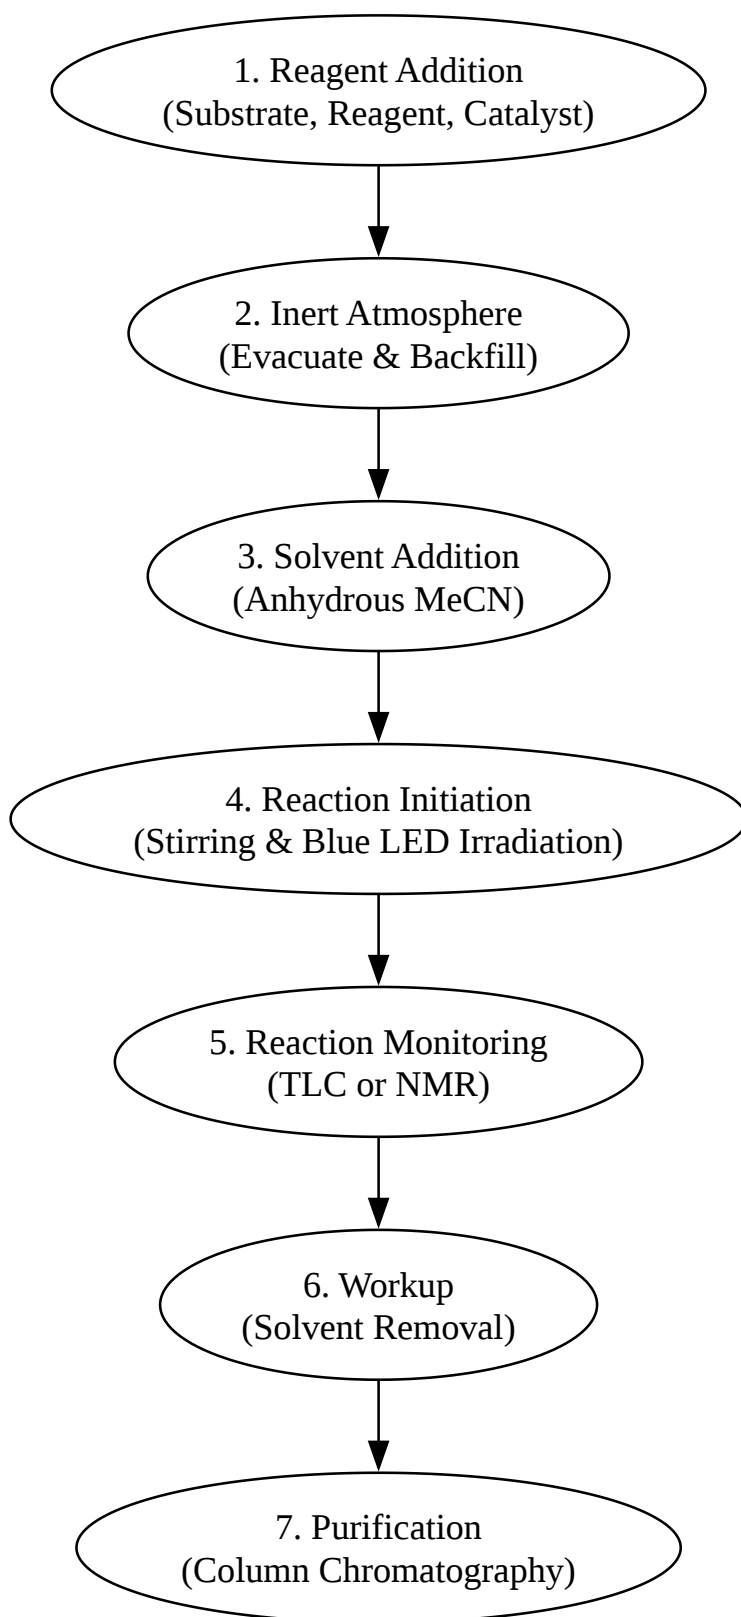 1. Reagent Addition
(Substrate, Reagent, Catalyst)
2. Inert Atmosphere
(Evacuate & Backfill)
3. Solvent Addition
(Anhydrous MeCN)
4. Reaction Initiation
(Stirring & Blue LED Irradiation)
5. Reaction Monitoring
(TLC or NMR)
6. Workup
(Solvent Removal)
7. Purification
(Column Chromatography)